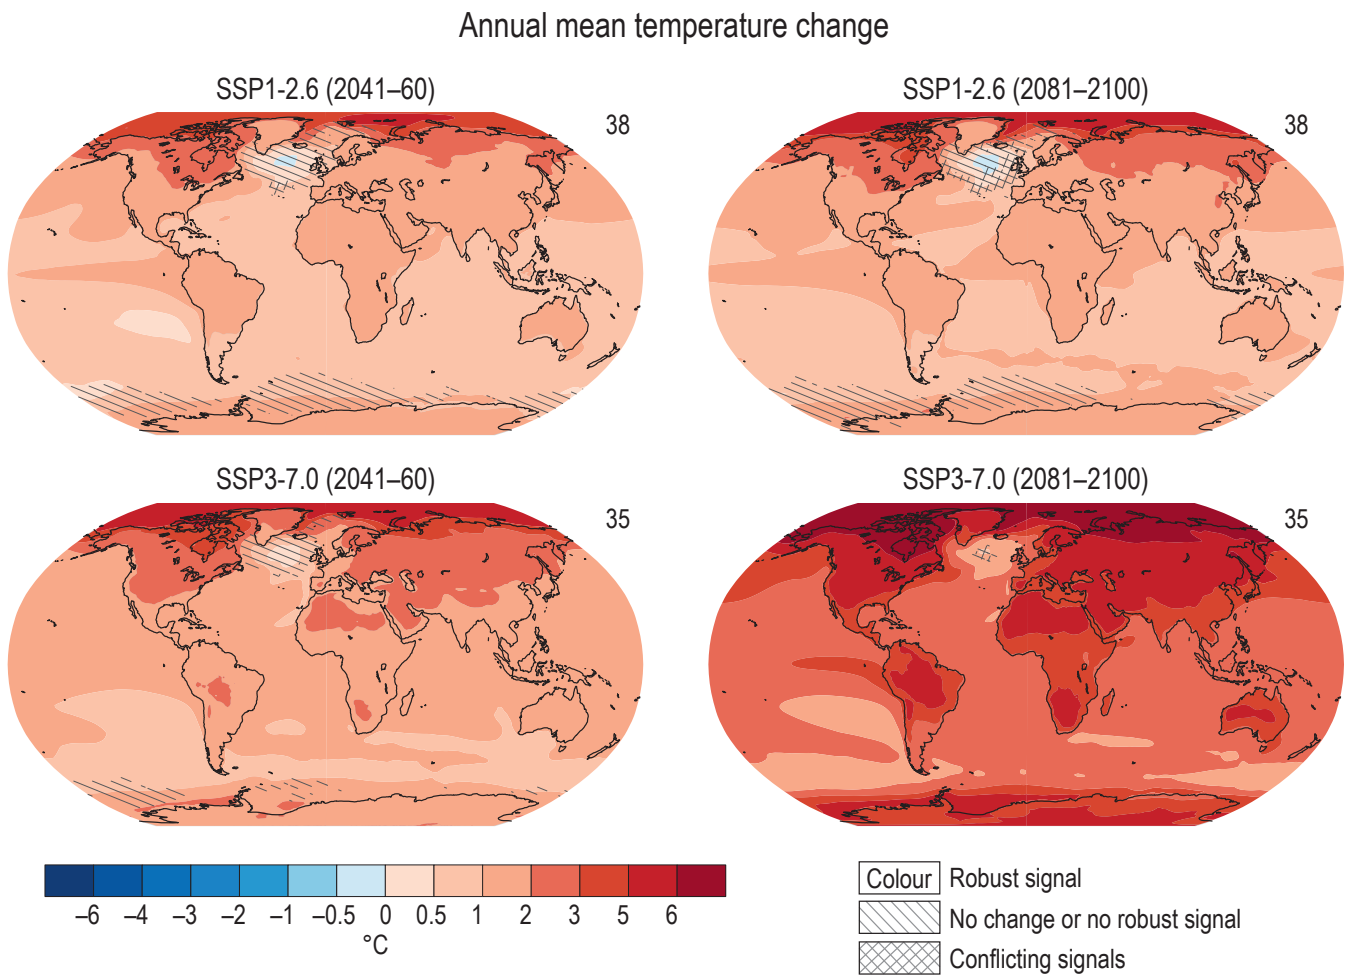 Annual mean temperature change
SSP1-2.6 (2041–60)
38
SSP1-2.6 (2081–2100)
38
SSP3-7.0 (2041–60)
35
SSP3-7.0 (2081–2100)
35
–6 –4 –3 –2 –1 –0.5 0 0.5 1 2 3 5 6
°C
Colour Robust signal
No change or no robust signal
Conflicting signals